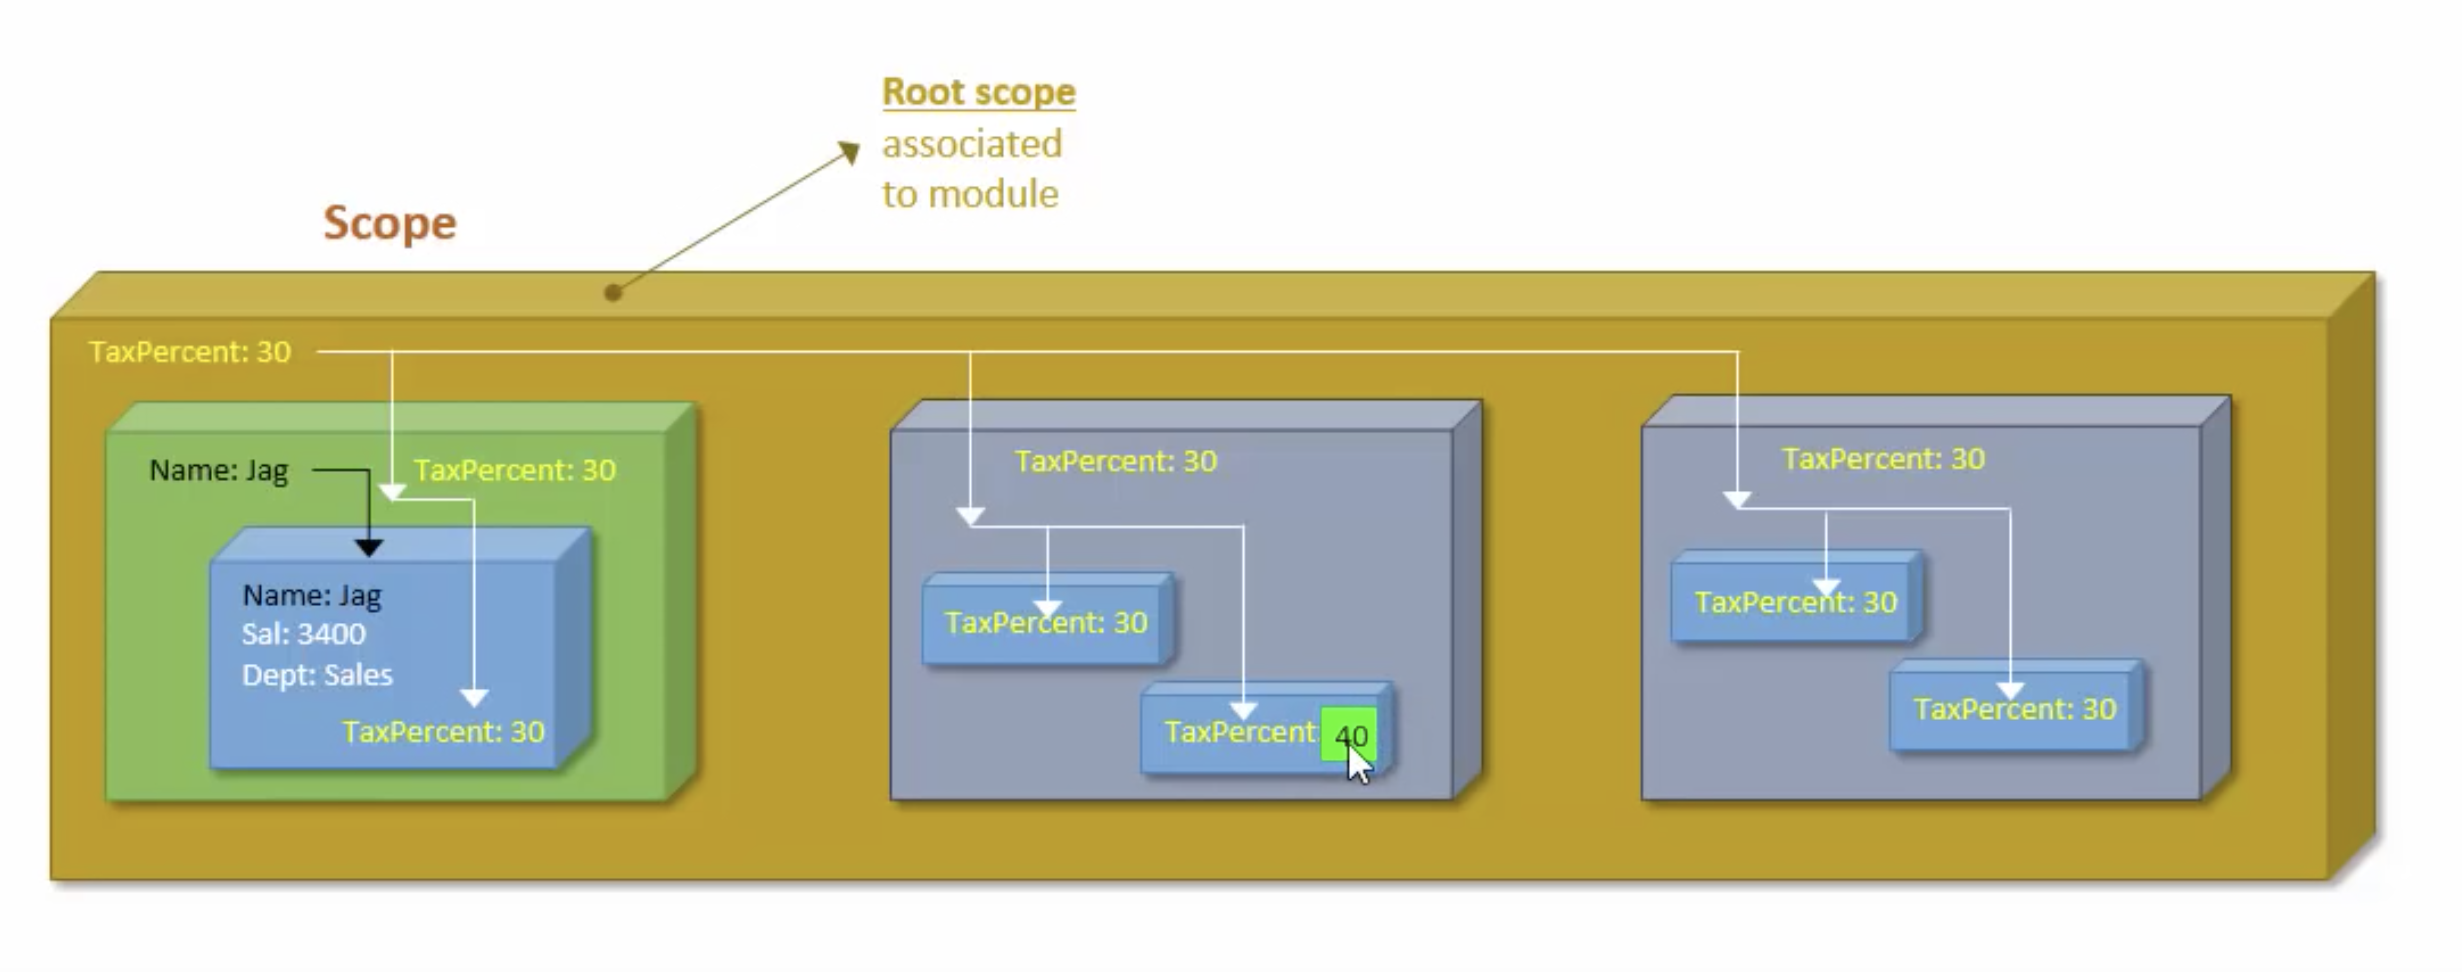 Root scope
associated
to module
Scope
TaxPercent: 30
Name: Jag
TaxPercent: 30
Name: Jag
Sal: 3400
Dept: Sales
TaxPercent: 30
TaxPercent: 30
TaxPercent: 30
TaxPercent: 40
TaxPercent: 30
TaxPercent: 30
TaxPercent: 30